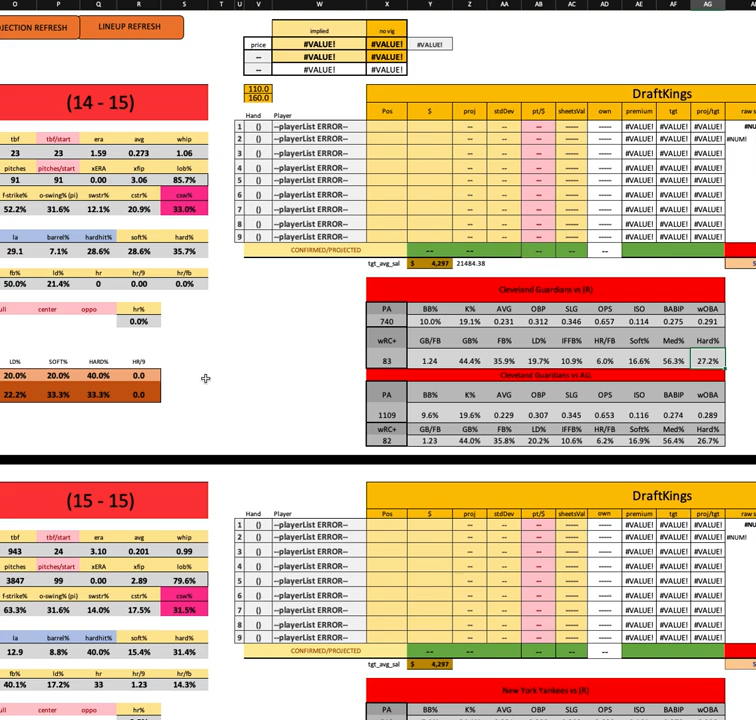 O P Q R S T U V W X Y Z AA AB AC AD AE AF AG AH
OJECTION REFRESH LINEUP REFRESH
implied no vig
price #VALUE! #VALUE! #VALUE!
-- #VALUE! #VALUE!
-- #VALUE! #VALUE!
110.0
160.0
(14 - 15) DraftKings
Hand Player Pos $ proj stdDev pt/$ sheetsVal own premium tgt proj/tgt raw s
tbf tbf/start era avg whip
23 23 1.59 0.273 1.06
pitches pitches/start xERA xfip lob%
91 91 0.00 3.06 85.7%
f-strike% o-swing% (pi) swstr% cstr% csw%
52.2% 31.6% 12.1% 20.9% 33.0%
la barrel% hardhit% soft% hard%
29.1 7.1% 28.6% 28.6% 35.7%
fb% ld% hr hr/9 hr/fb
50.0% 21.4% 0 0.00 0.0%
ull center oppo hr%
0.0%
LD% SOFT% HARD% HR/9
20.0% 20.0% 40.0% 0.0
22.2% 33.3% 33.3% 0.0
1 () --playerList ERROR-- -- -- -- ----- ----- #VALUE! #VALUE! #VALUE! #NU
2 () --playerList ERROR-- -- -- -- ----- ----- #VALUE! #VALUE! #VALUE! #NUM!
3 () --playerList ERROR-- -- -- -- ----- ----- #VALUE! #VALUE! #VALUE!
4 () --playerList ERROR-- -- -- -- ----- ----- #VALUE! #VALUE! #VALUE!
5 () --playerList ERROR-- -- -- -- ----- ----- #VALUE! #VALUE! #VALUE!
6 () --playerList ERROR-- -- -- -- ----- ----- #VALUE! #VALUE! #VALUE!
7 () --playerList ERROR-- -- -- -- ----- ----- #VALUE! #VALUE! #VALUE!
8 () --playerList ERROR-- -- -- -- ----- ----- #VALUE! #VALUE! #VALUE!
9 () --playerList ERROR-- -- -- -- ----- ----- #VALUE! #VALUE! #VALUE!
CONFIRMED/PROJECTED -- -- -- -- --
tgt_avg_sal $ 4,297 21484.38
Cleveland Guardians vs (R)
PA BB% K% AVG OBP SLG OPS ISO BABIP wOBA
740 10.0% 19.1% 0.231 0.312 0.346 0.657 0.114 0.275 0.291
wRC+ GB/FB GB% FB% LD% IFFB% HR/FB Soft% Med% Hard%
83 1.24 44.4% 35.9% 19.7% 10.9% 6.0% 16.6% 56.3% 27.2%
Cleveland Guardians vs ALL
PA BB% K% AVG OBP SLG OPS ISO BABIP wOBA
1109 9.6% 19.6% 0.229 0.307 0.345 0.653 0.116 0.274 0.289
wRC+ GB/FB GB% FB% LD% IFFB% HR/FB Soft% Med% Hard%
82 1.23 44.0% 35.8% 20.2% 10.6% 6.2% 16.9% 56.4% 26.7%
(15 - 15) DraftKings
Hand Player Pos $ proj stdDev pt/$ sheetsVal own premium tgt proj/tgt raw s
tbf tbf/start era avg whip
943 24 3.10 0.201 0.99
pitches pitches/start xERA xfip lob%
3847 99 0.00 2.89 79.6%
f-strike% o-swing% (pi) swstr% cstr% csw%
63.3% 31.6% 14.0% 17.5% 31.5%
la barrel% hardhit% soft% hard%
12.9 8.8% 40.0% 15.4% 31.4%
fb% ld% hr hr/9 hr/fb
40.1% 17.2% 33 1.23 14.3%
ull center oppo hr%
1 () --playerList ERROR-- -- -- -- ----- ----- #VALUE! #VALUE! #VALUE! #NU
2 () --playerList ERROR-- -- -- -- ----- ----- #VALUE! #VALUE! #VALUE! #NUM!
3 () --playerList ERROR-- -- -- -- ----- ----- #VALUE! #VALUE! #VALUE!
4 () --playerList ERROR-- -- -- -- ----- ----- #VALUE! #VALUE! #VALUE!
5 () --playerList ERROR-- -- -- -- ----- ----- #VALUE! #VALUE! #VALUE!
6 () --playerList ERROR-- -- -- -- ----- ----- #VALUE! #VALUE! #VALUE!
7 () --playerList ERROR-- -- -- -- ----- ----- #VALUE! #VALUE! #VALUE!
8 () --playerList ERROR-- -- -- -- ----- ----- #VALUE! #VALUE! #VALUE!
9 () --playerList ERROR-- -- -- -- ----- ----- #VALUE! #VALUE! #VALUE!
CONFIRMED/PROJECTED -- -- -- -- --
tgt_avg_sal $ 4,297
New York Yankees vs (R)
PA BB% K% AVG OBP SLG OPS ISO BABIP wOBA